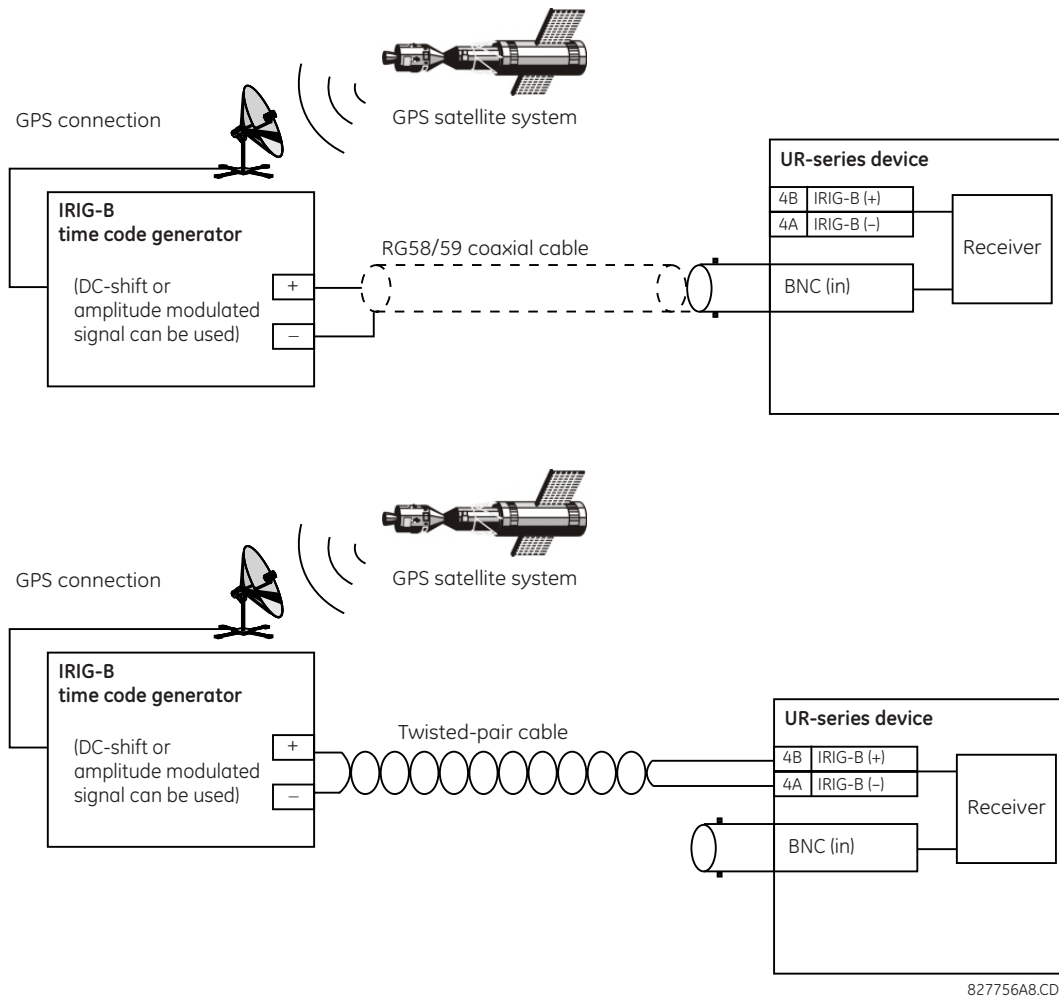 GPS connection
GPS satellite system
IRIG-B
time code generator
(DC-shift or
amplitude modulated
signal can be used)
+
–
RG58/59 coaxial cable
UR-series device
4B IRIG-B (+)
4A IRIG-B (–)
BNC (in)
Receiver
GPS connection
GPS satellite system
IRIG-B
time code generator
(DC-shift or
amplitude modulated
signal can be used)
+
–
Twisted-pair cable
UR-series device
4B IRIG-B (+)
4A IRIG-B (–)
BNC (in)
Receiver
827756A8.CD